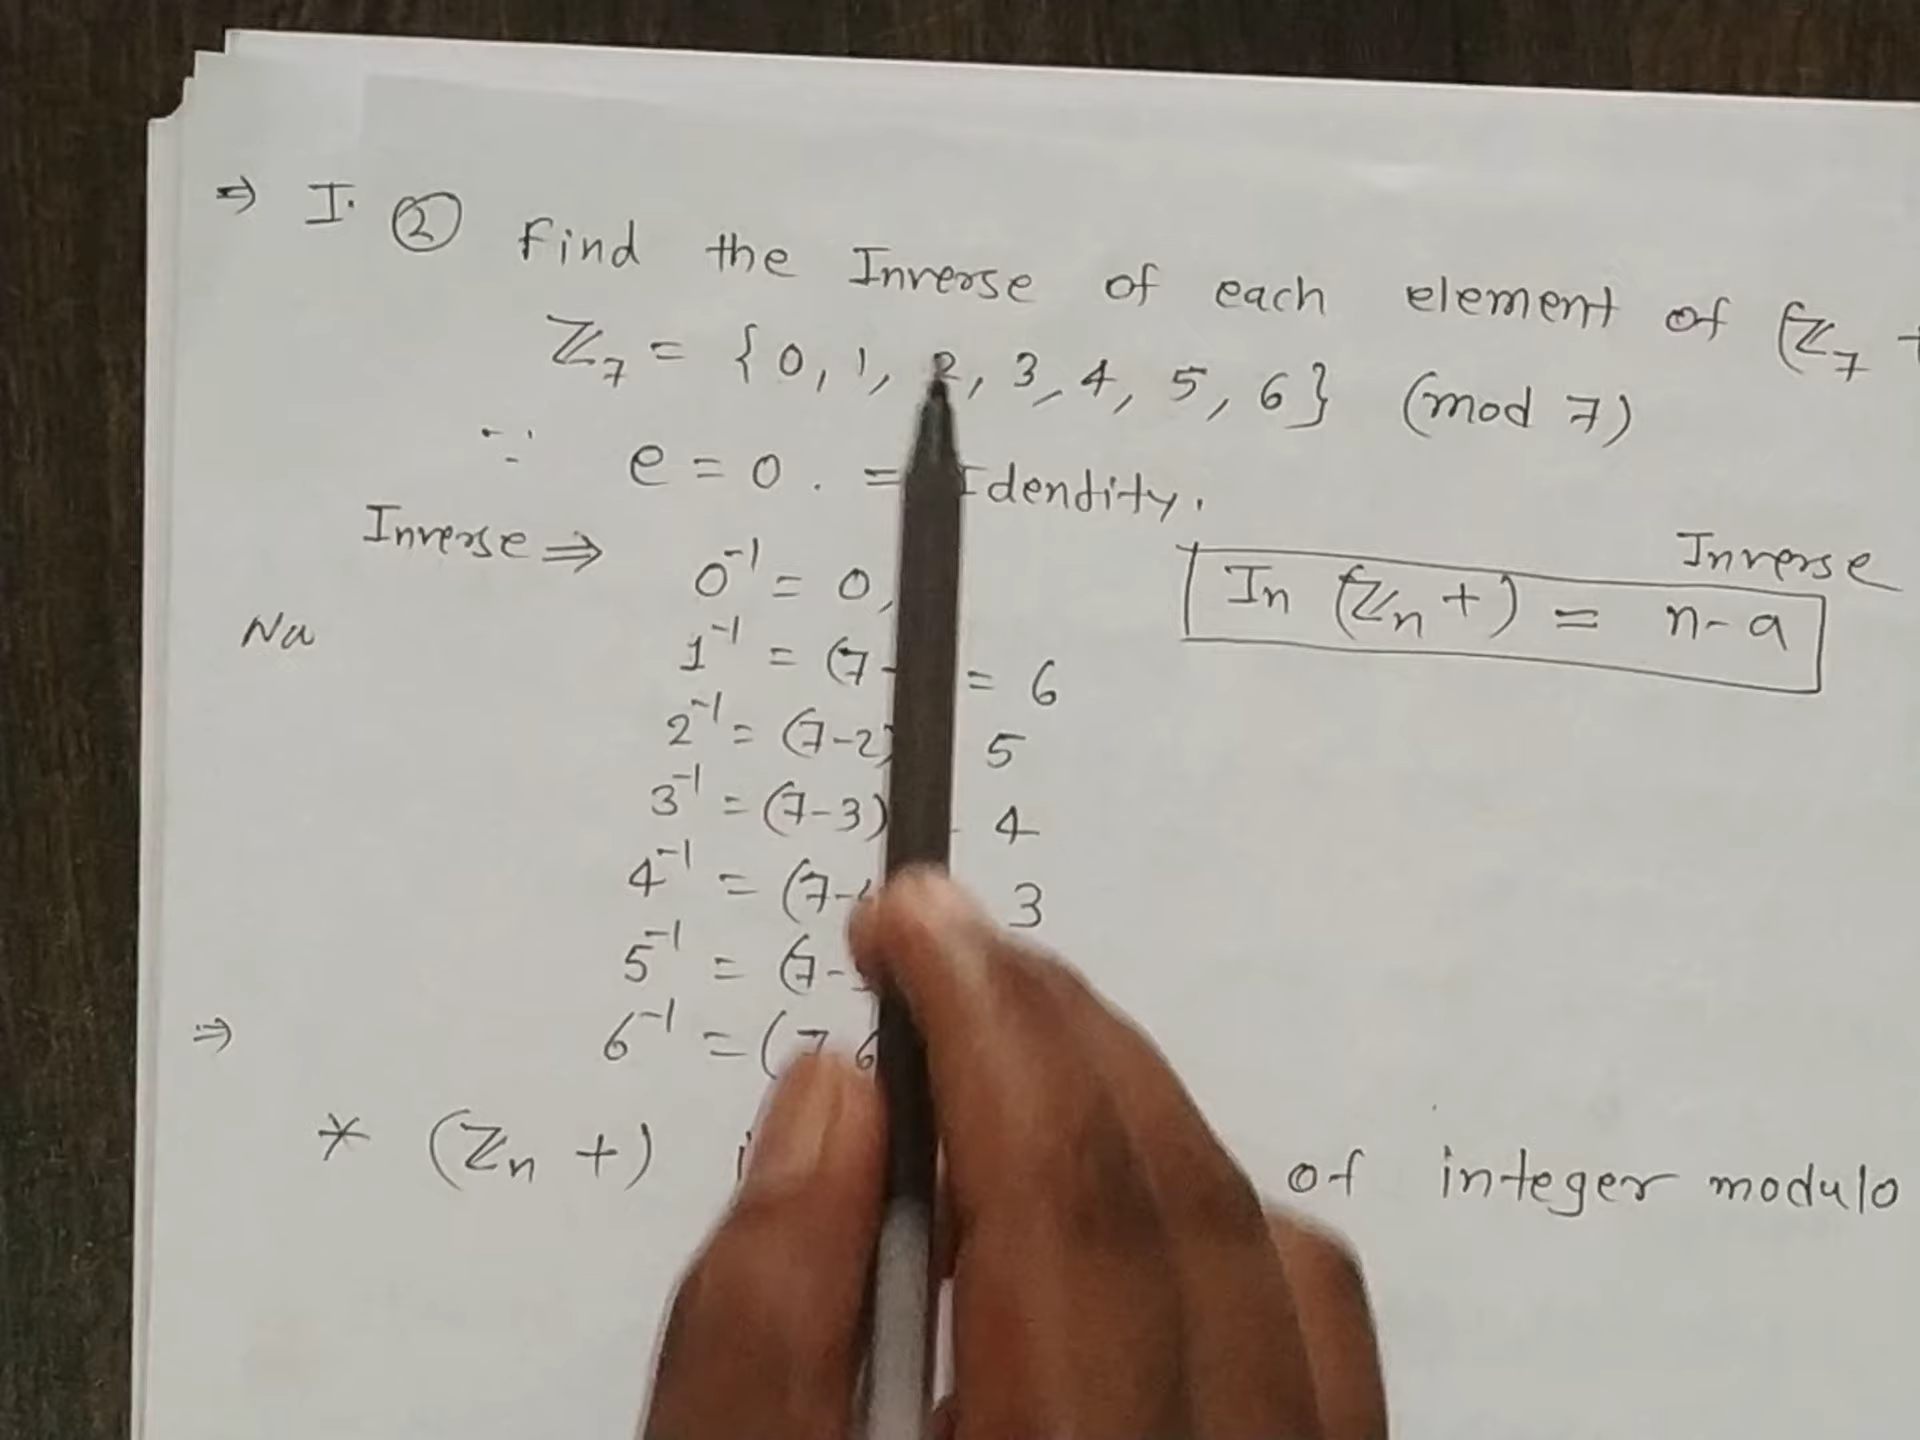 ⇒ I. ② Find the Inverse of each element of (ℤ₇ +
ℤ₇ = {0, 1, 2, 3, 4, 5, 6} (mod 7)
∵ e = 0. = Identity.
Inverse ⇒ 0⁻¹ = 0,
Inverse
In (ℤₙ +) = n-a
Na
1⁻¹ = (7- = 6
2⁻¹ = (7-2) 5
3⁻¹ = (7-3) 4
4⁻¹ = (7- 3
5⁻¹ = (7-
⇒ 6⁻¹ = (7 6
* (ℤₙ +) of integer modulo